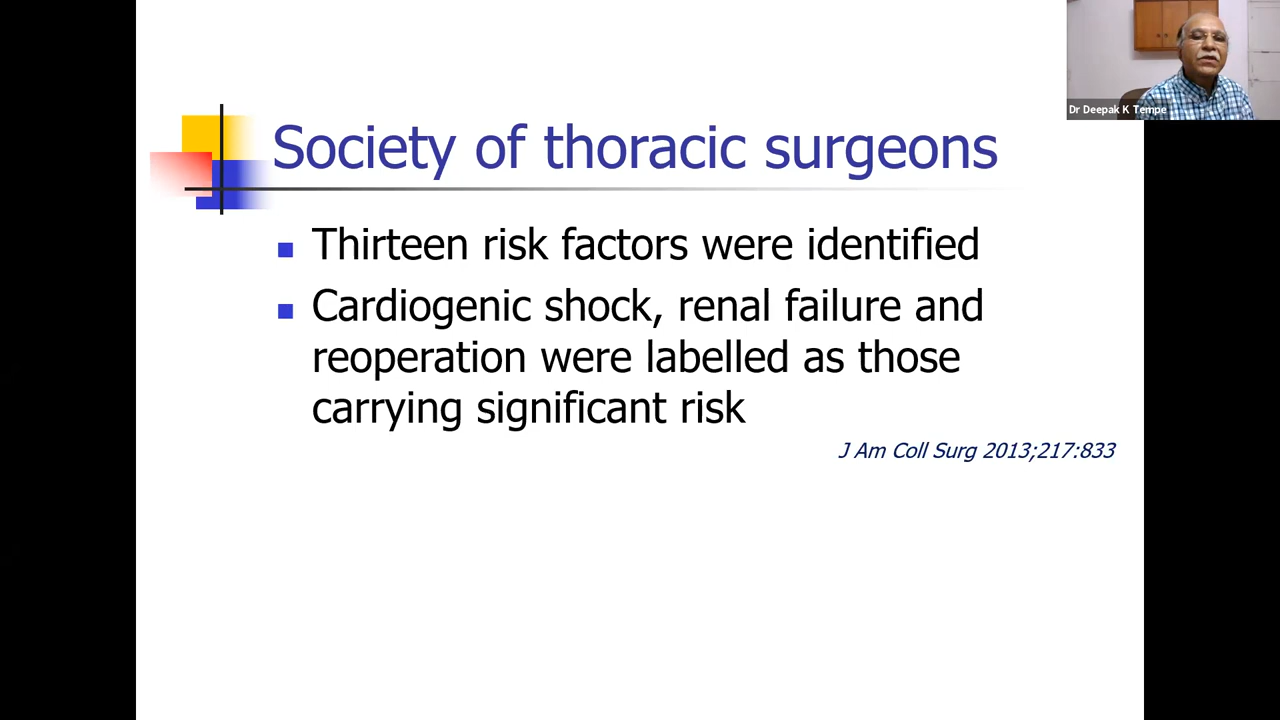 Dr Deepak K Tempe
Society of thoracic surgeons
Thirteen risk factors were identified
Cardiogenic shock, renal failure and
reoperation were labelled as those
carrying significant risk
J Am Coll Surg 2013;217:833